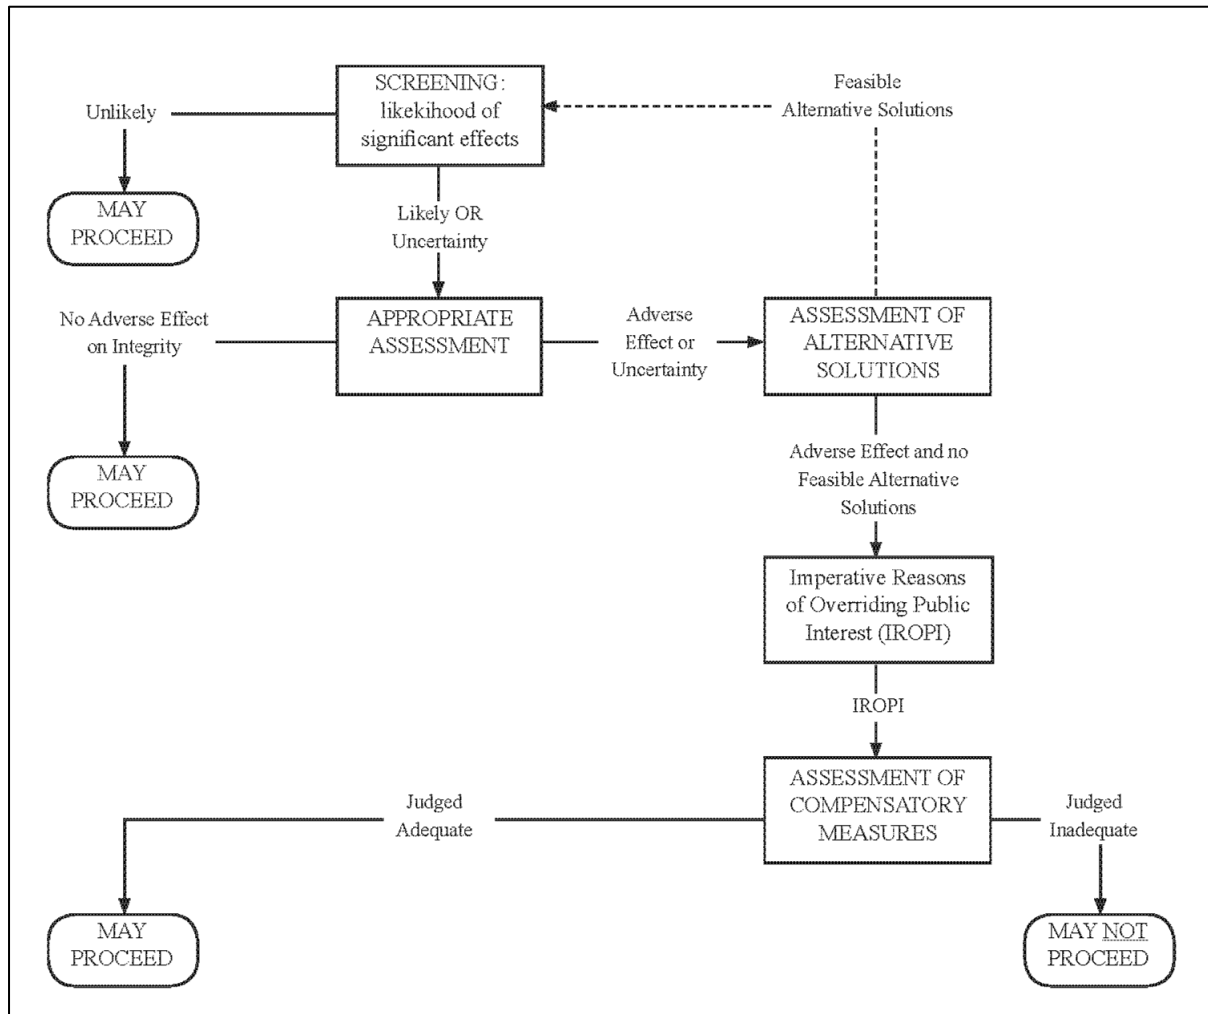 SCREENING:
likekihood of
significant effects
Feasible
Alternative Solutions
Unlikely
MAY
PROCEED
Likely OR
Uncertainty
No Adverse Effect
on Integrity
APPROPRIATE
ASSESSMENT
Adverse
Effect or
Uncertainty
ASSESSMENT OF
ALTERNATIVE
SOLUTIONS
MAY
PROCEED
Adverse Effect and no
Feasible Alternative
Solutions
Imperative Reasons
of Overriding Public
Interest (IROPI)
IROPI
ASSESSMENT OF
COMPENSATORY
MEASURES
Judged
Adequate
Judged
Inadequate
MAY
PROCEED
MAY NOT
PROCEED